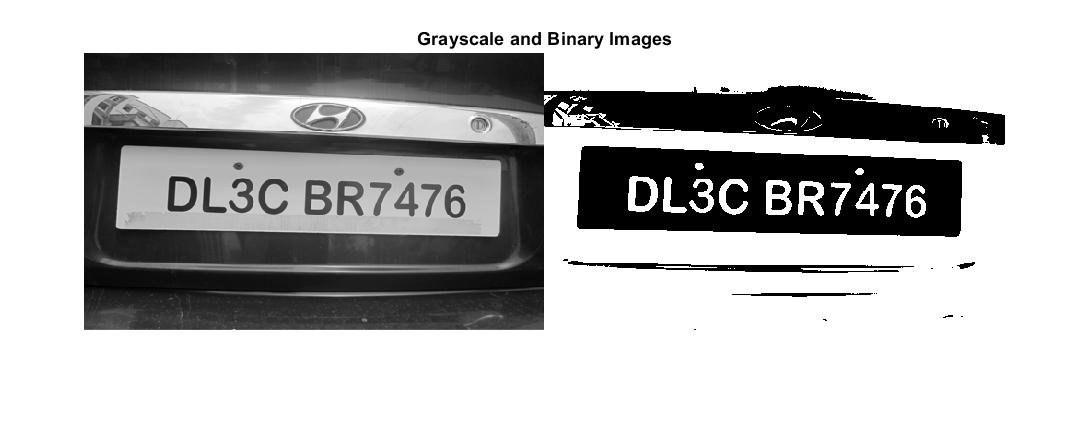 Grayscale and Binary Images
DL3C BR7476
DL3C BR7476